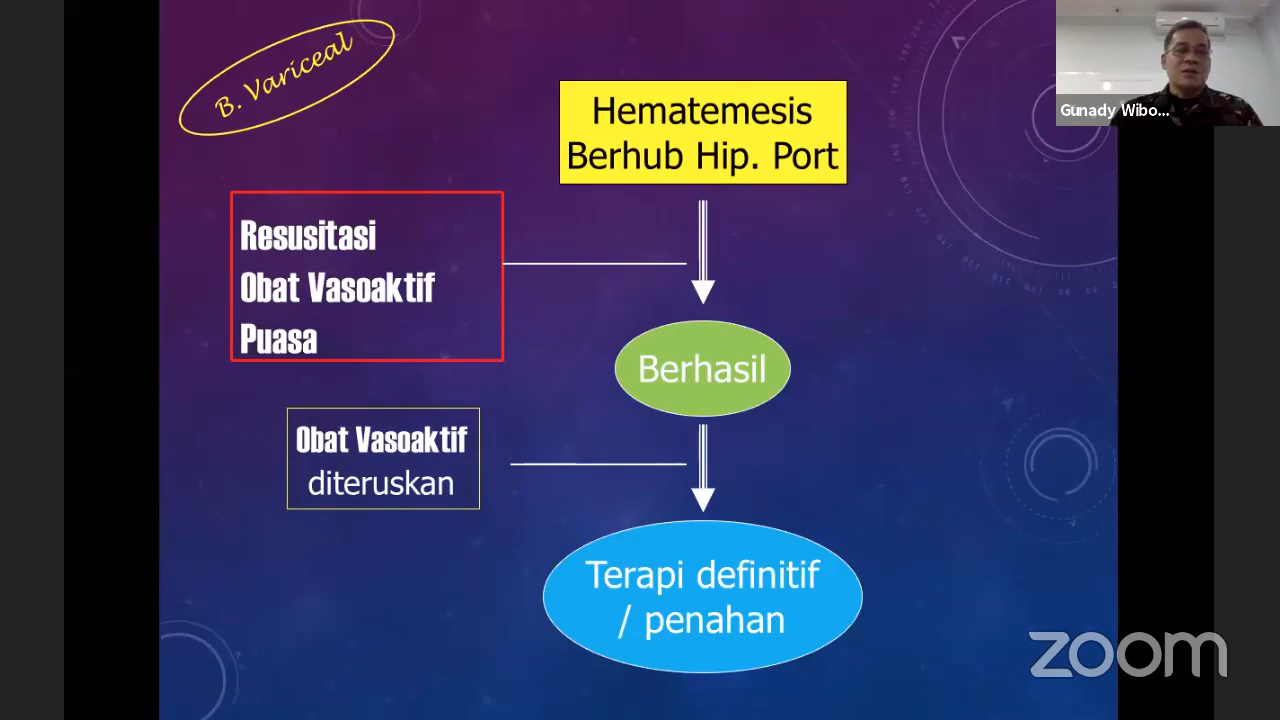 B. Variceal
Hematemesis
Berhub Hip. Port
Gunady Wibo...
Resusitasi
Obat Vasoaktif
Puasa
Berhasil
Obat Vasoaktif
diteruskan
Terapi definitif
/ penahan
zoom